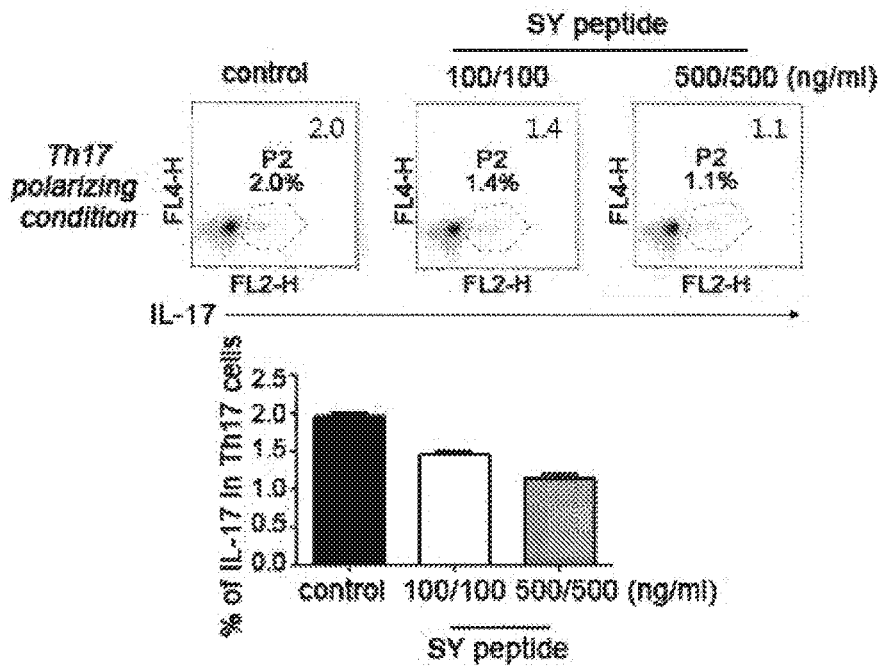 SY peptide
control 100/100 500/500 (ng/ml)
Th17 polarizing condition
FL4-H
2.0
P2
2.0%
FL2-H
FL4-H
1.4
P2
1.4%
FL2-H
FL4-H
1.1
P2
1.1%
FL2-H
IL-17
% of IL-17 in Th17 cells
2.5
2.0
1.5
1.0
0.5
0.0
control 100/100 500/500 (ng/ml)
SY peptide